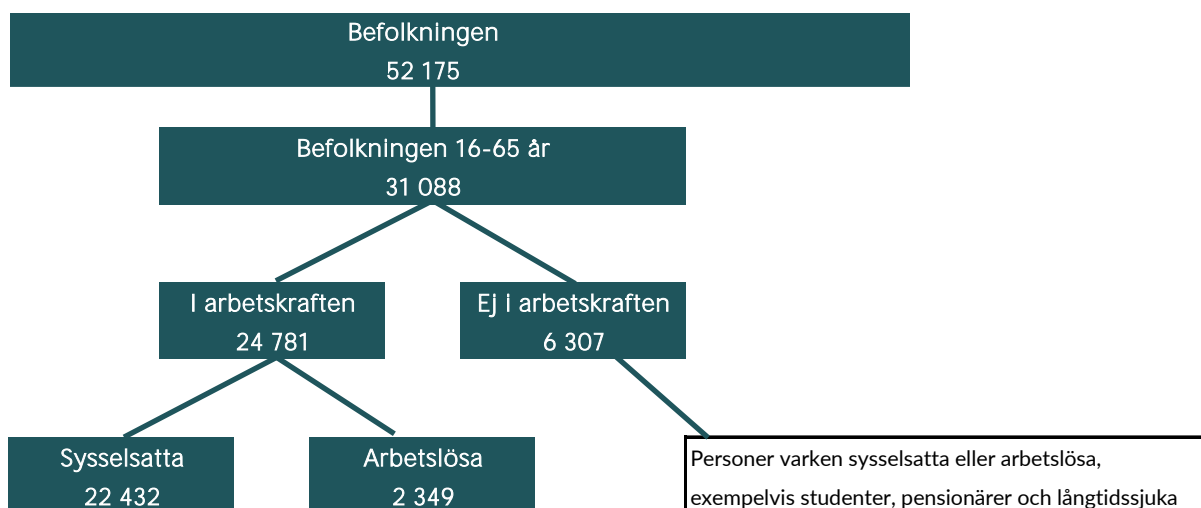 Befolkningen
52 175
Befolkningen 16-65 år
31 088
I arbetskraften
24 781
Ej i arbetskraften
6 307
Sysselsatta
22 432
Arbetslösa
2 349
Personer varken sysselsatta eller arbetslösa,
exempelvis studenter, pensionärer och långtidssjuka